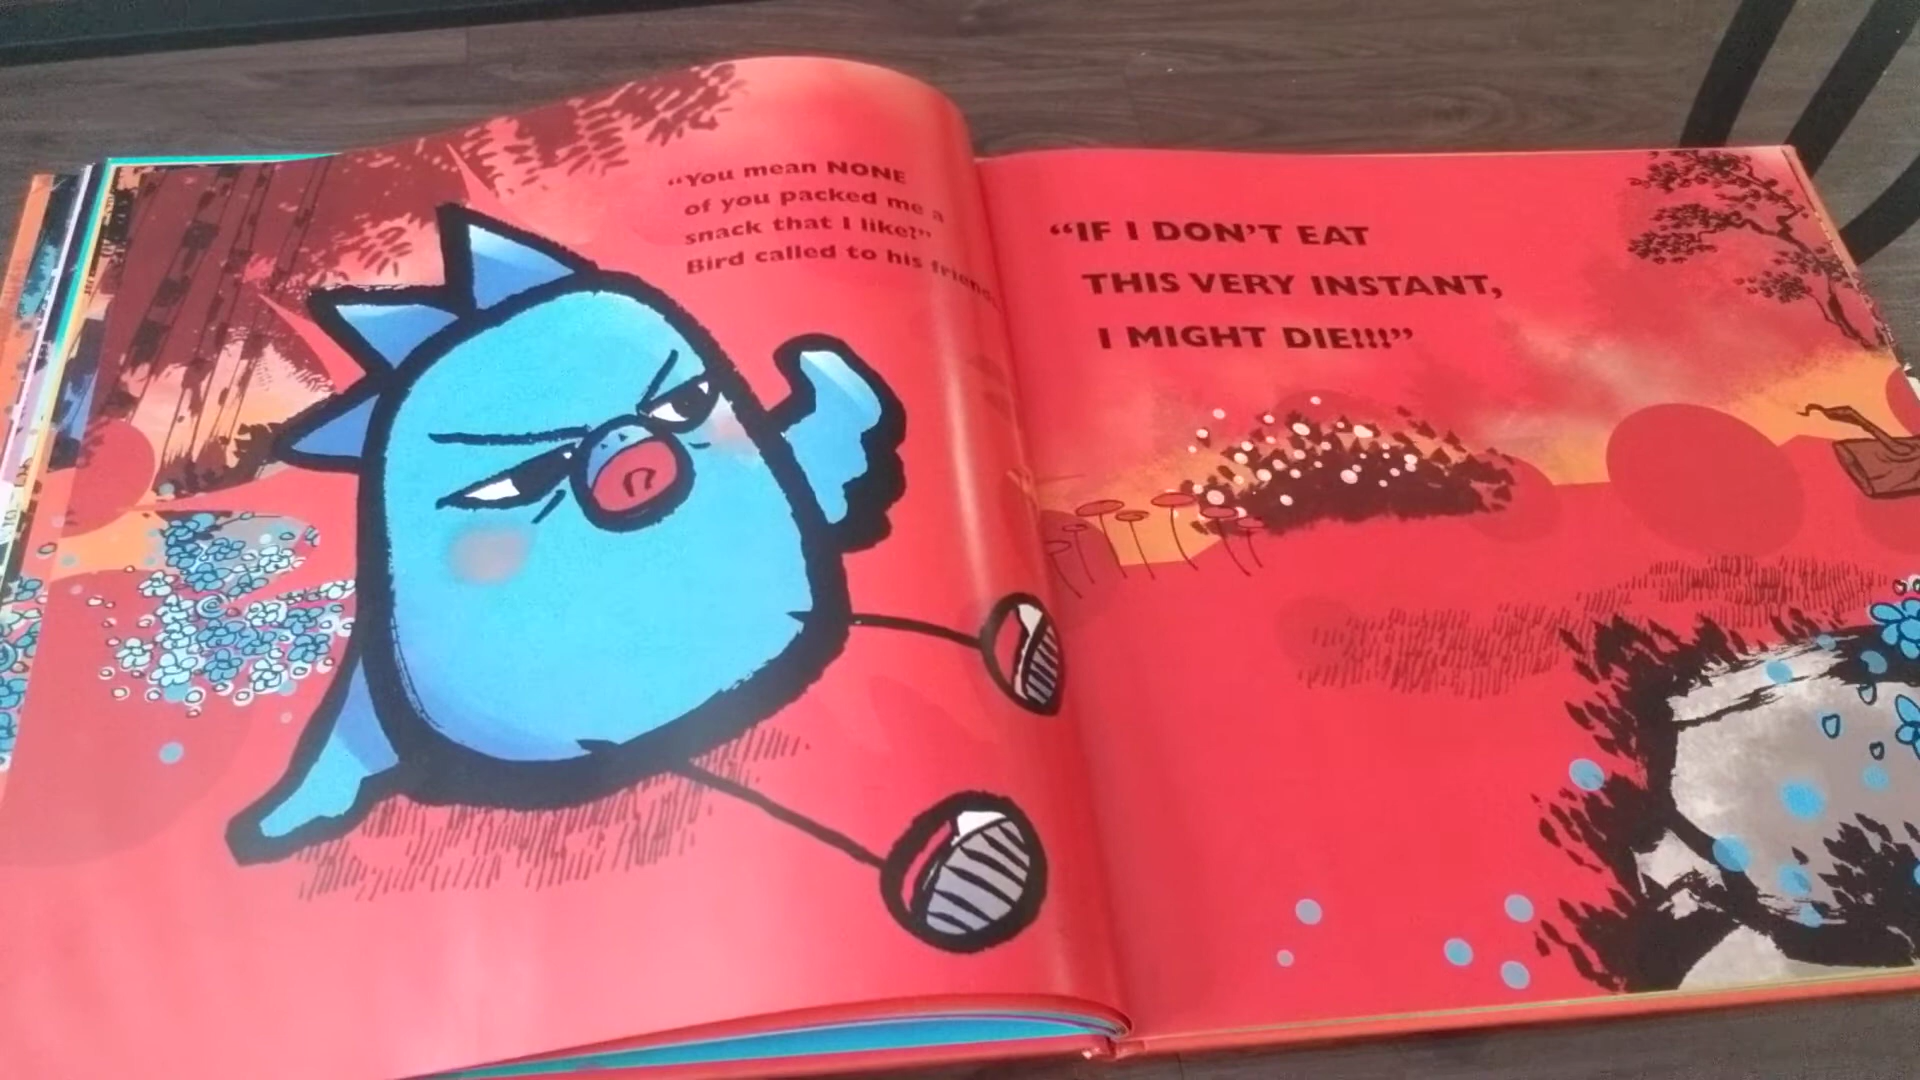 “You mean NONE
of you packed me a
snack that I like?”
Bird called to his friends.
“IF I DON’T EAT
THIS VERY INSTANT,
I MIGHT DIE!!!”